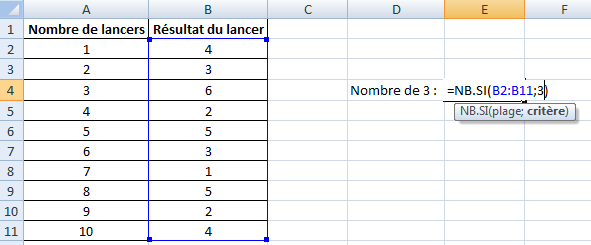 A B C D E F
1 Nombre de lancers Résultat du lancer
2 1 4
3 2 3
4 3 6 Nombre de 3 : =NB.SI(B2:B11;3)
5 4 2 NB.SI(plage; critère)
6 5 5
7 6 3
8 7 1
9 8 5
10 9 2
11 10 4